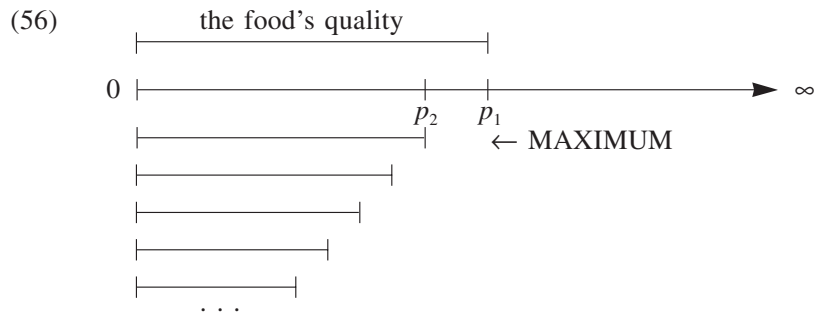 (56) the food's quality
0 ∞
p₂ p₁
← MAXIMUM
. . .